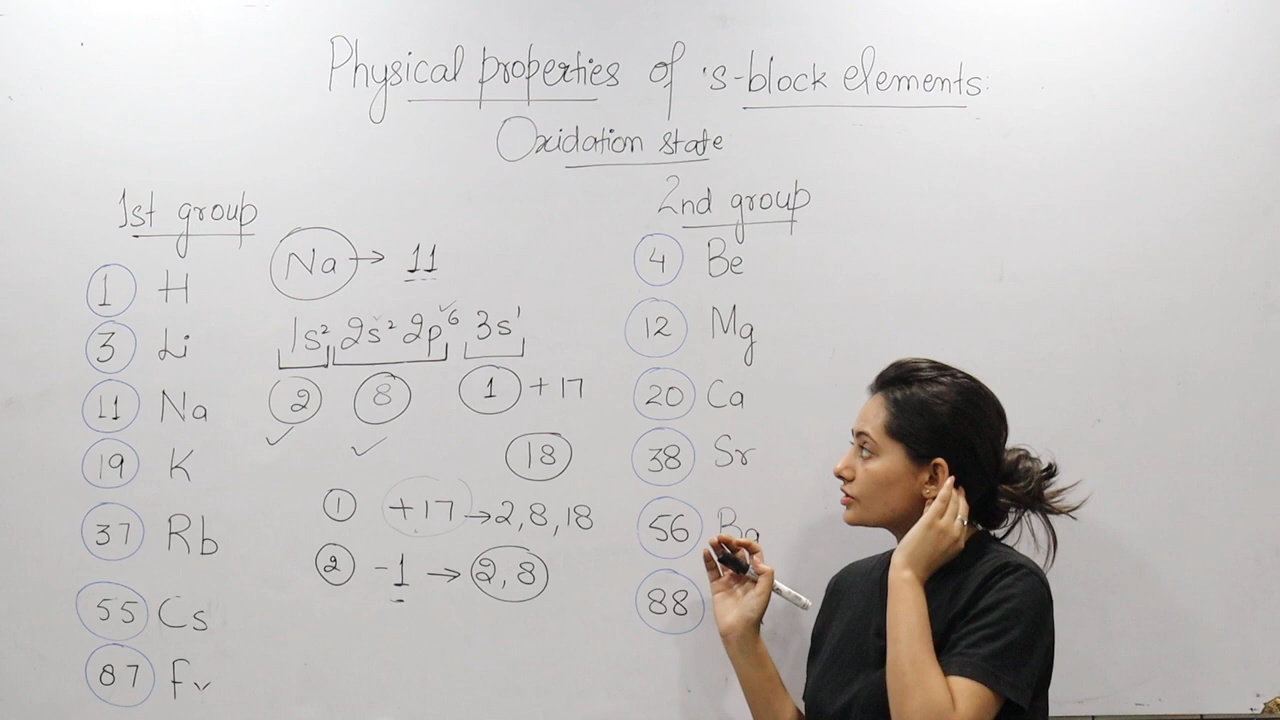 Physical properties of s-block elements:
Oxidation state
1st group
1 H
3 Li
11 Na
19 K
37 Rb
55 Cs
87 Fr
Na → 11
1s² 2s² 2p⁶ 3s¹
2 8 1 + 17
✓ ✓
18
1 +17 → 2, 8, 18
2 -1 → 2, 8
2nd group
4 Be
12 Mg
20 Ca
38 Sr
56 Ba
88